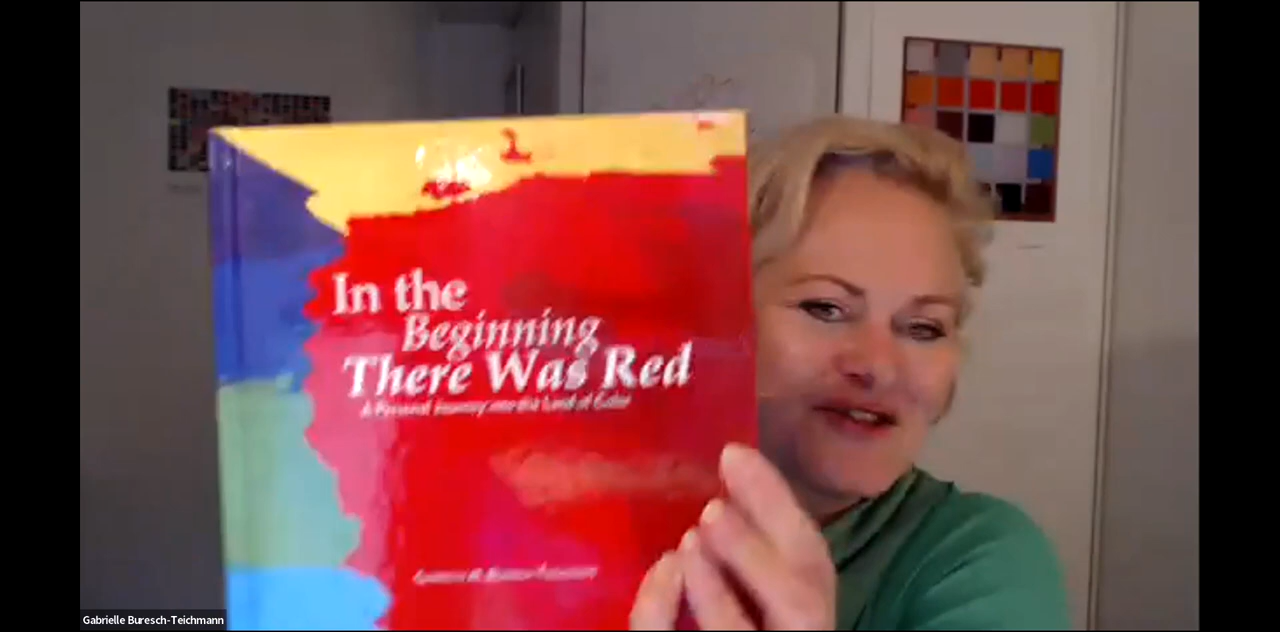 In the
Beginning
There Was Red
A Personal Journey into the Land of Color
Gabrielle Buresch-Teichmann